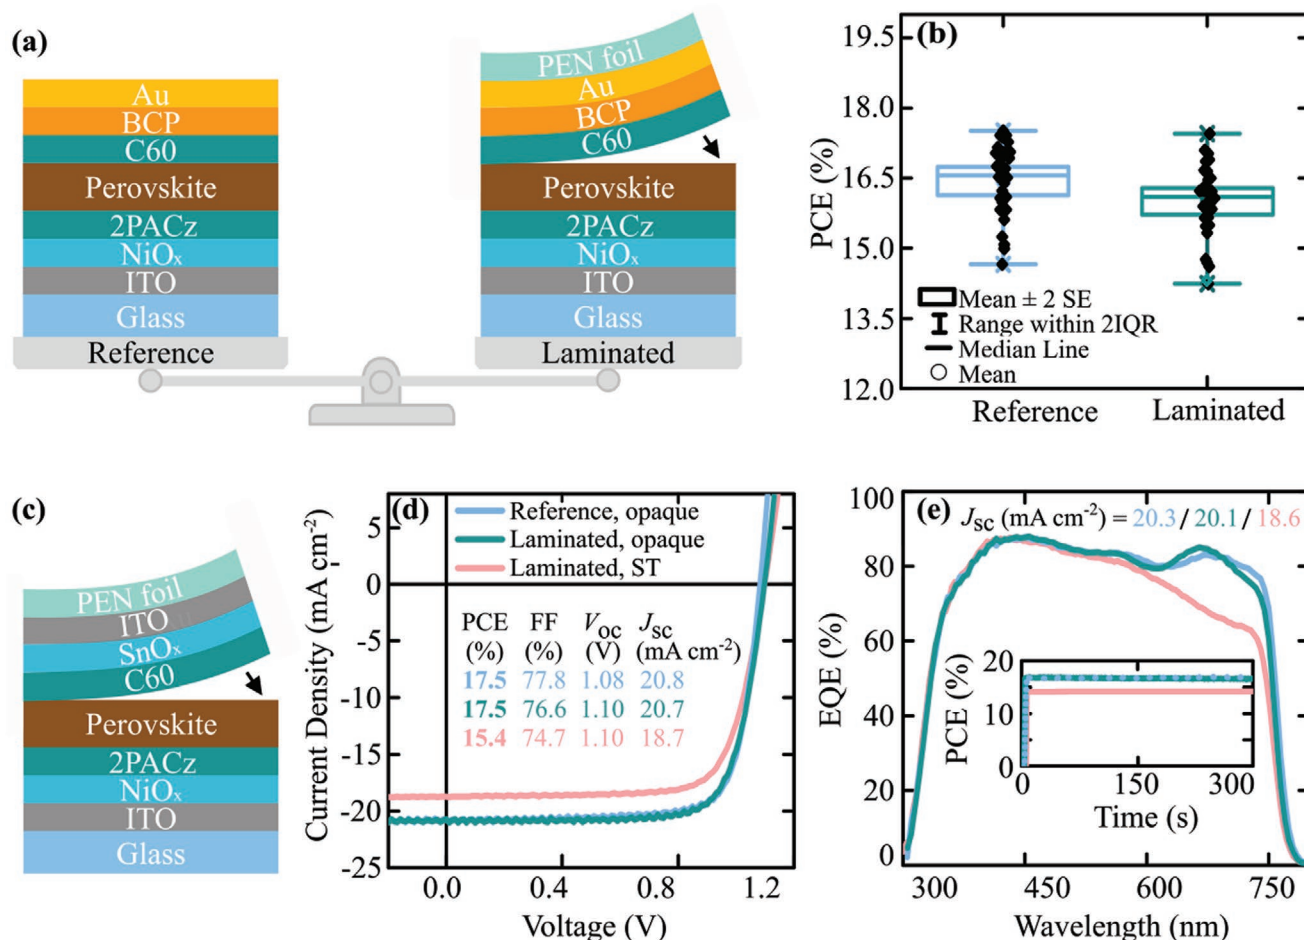 (a)
Au
BCP
C60
Perovskite
2PACz
NiOx
ITO
Glass
Reference
PEN foil
Au
BCP
C60
Perovskite
2PACz
NiOx
ITO
Glass
Laminated
(b)
PCE (%)
19.5
18.0
16.5
15.0
13.5
12.0
Mean ± 2 SE
Range within 2IQR
Median Line
Mean
Reference
Laminated
(c)
PEN foil
ITO
SnOx
C60
Perovskite
2PACz
NiOx
ITO
Glass
(d)
Current Density (mA cm-2)
5
0
-5
-10
-15
-20
-25
Reference, opaque
Laminated, opaque
Laminated, ST
PCE FF Voc Jsc
(%) (%) (V) (mA cm-2)
17.5 77.8 1.08 20.8
17.5 76.6 1.10 20.7
15.4 74.7 1.10 18.7
0.0 0.4 0.8 1.2
Voltage (V)
(e)
Jsc (mA cm-2) = 20.3 / 20.1 / 18.6
EQE (%)
100
80
60
40
20
0
PCE (%)
20
10
0
0 150 300
Time (s)
300 450 600 750
Wavelength (nm)